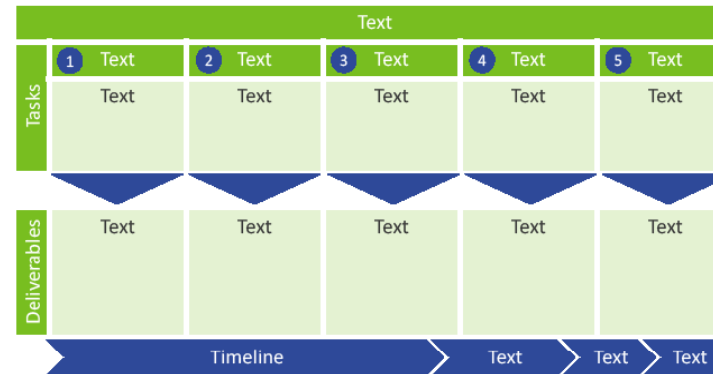 Text
1 Text 2 Text 3 Text 4 Text 5 Text
Tasks
Text Text Text Text Text
Deliverables
Text Text Text Text Text
Timeline Text Text Text